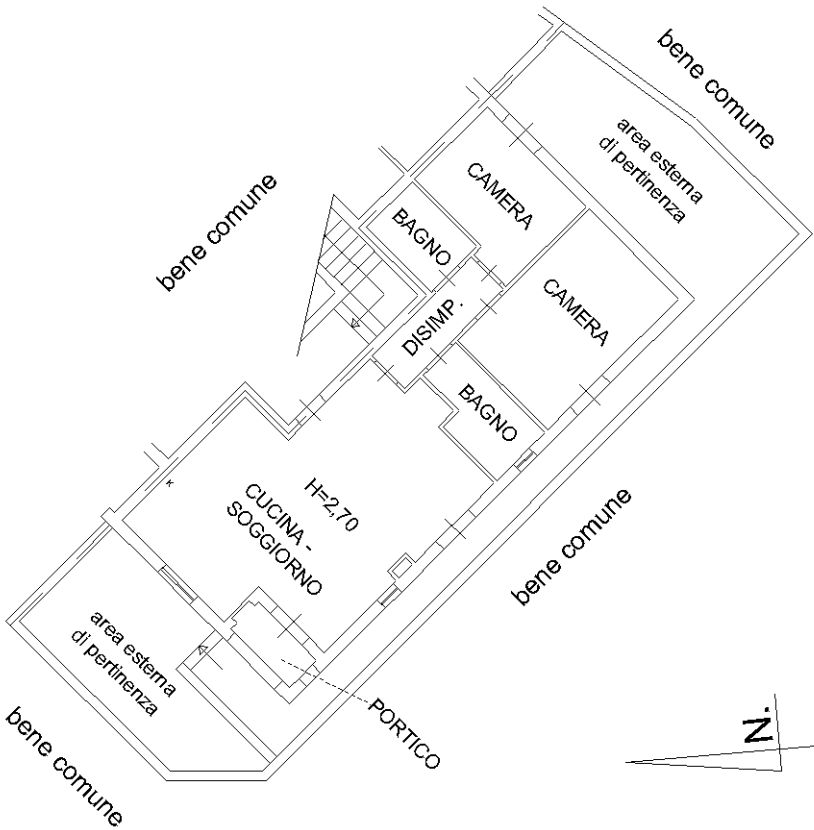 bene comune
area esterna
di pertinenza
CAMERA
bene comune
BAGNO
CAMERA
DISIMP.
BAGNO
H=2,70
CUCINA -
SOGGIORNO
K
bene comune
area esterna
di pertinenza
PORTICO
bene comune
N.